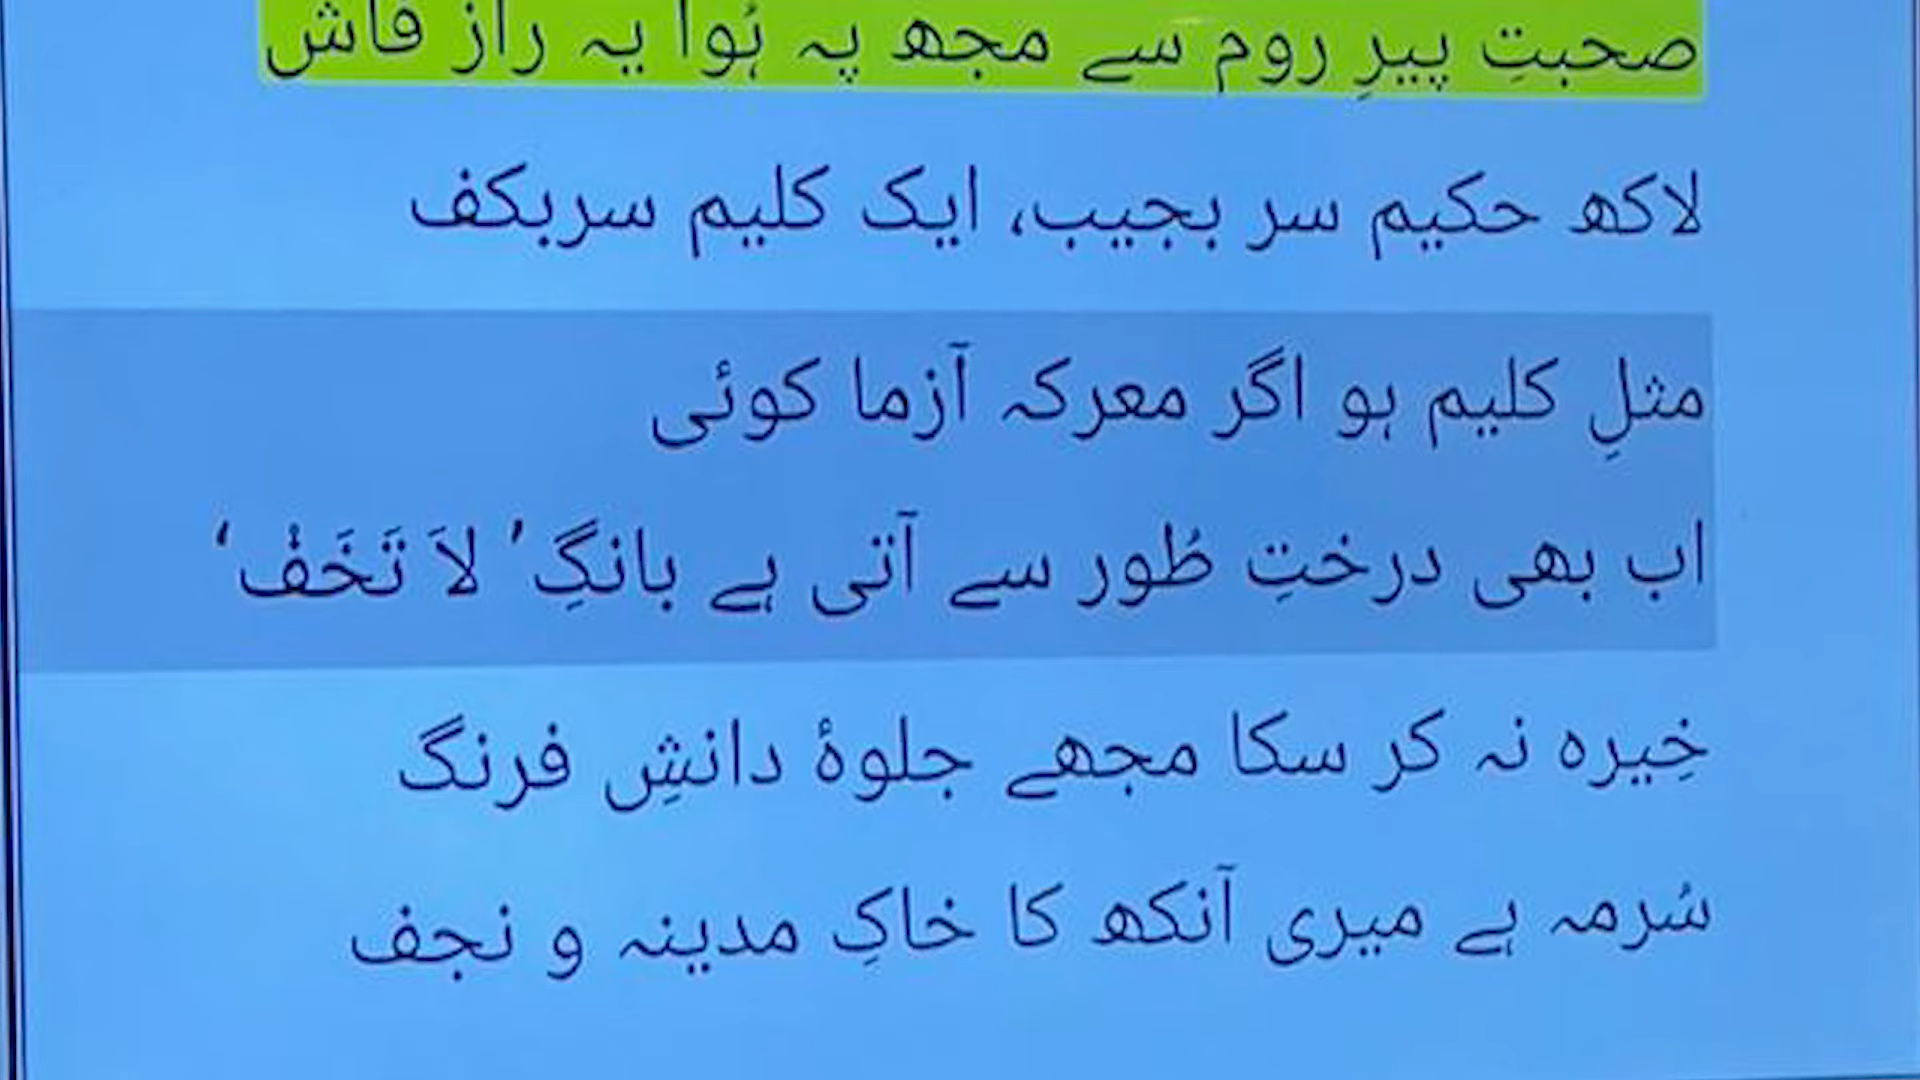 صحبتِ پیرِ روم سے مجھ پہ ہُوا یہ راز فاش
لاکھ حکیم سر بجیب، ایک کلیم سربکف
مثلِ کلیم ہو اگر معرکہ آزما کوئی
اب بھی درختِ طُور سے آتی ہے بانگِ’ لاَ تَخَفْ‘
خِیرہ نہ کر سکا مجھے جلوۂ دانشِ فرنگ
سُرمہ ہے میری آنکھ کا خاکِ مدینہ و نجف